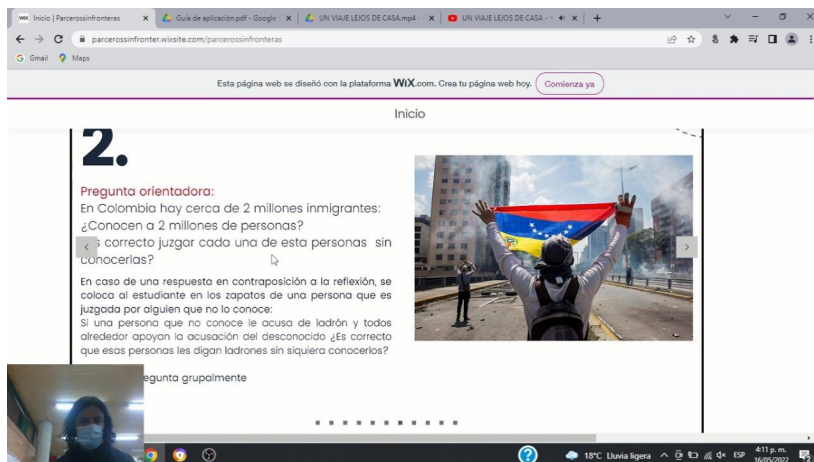 WIX Inicio | Parcerossinfronteras
Guía de aplicación.pdf - Google
UN VIAJE LEJOS DE CASA.mp4 -
UN VIAJE LEJOS DE CASA -
parcerossinfronter.wixsite.com/parcerossinfronteras
Gmail Maps
Esta página web se diseñó con la plataforma WiX.com. Crea tu página web hoy. Comienza ya
Inicio
2.
Pregunta orientadora:
En Colombia hay cerca de 2 millones inmigrantes:
¿Conocen a 2 millones de personas?
s correcto juzgar cada una de esta personas sin
conocerlas?
En caso de una respuesta en contraposición a la reflexión, se
coloca al estudiante en los zapatos de una persona que es
juzgada por alguien que no lo conoce:
Si una persona que no conoce le acusa de ladrón y todos
alrededor apoyan la acusación del desconocido ¿Es correcto
que esas personas les digan ladrones sin siquiera conocerlos?
egunta grupalmente
18°C Lluvia ligera ESP 4:11 p. m.
16/05/2022